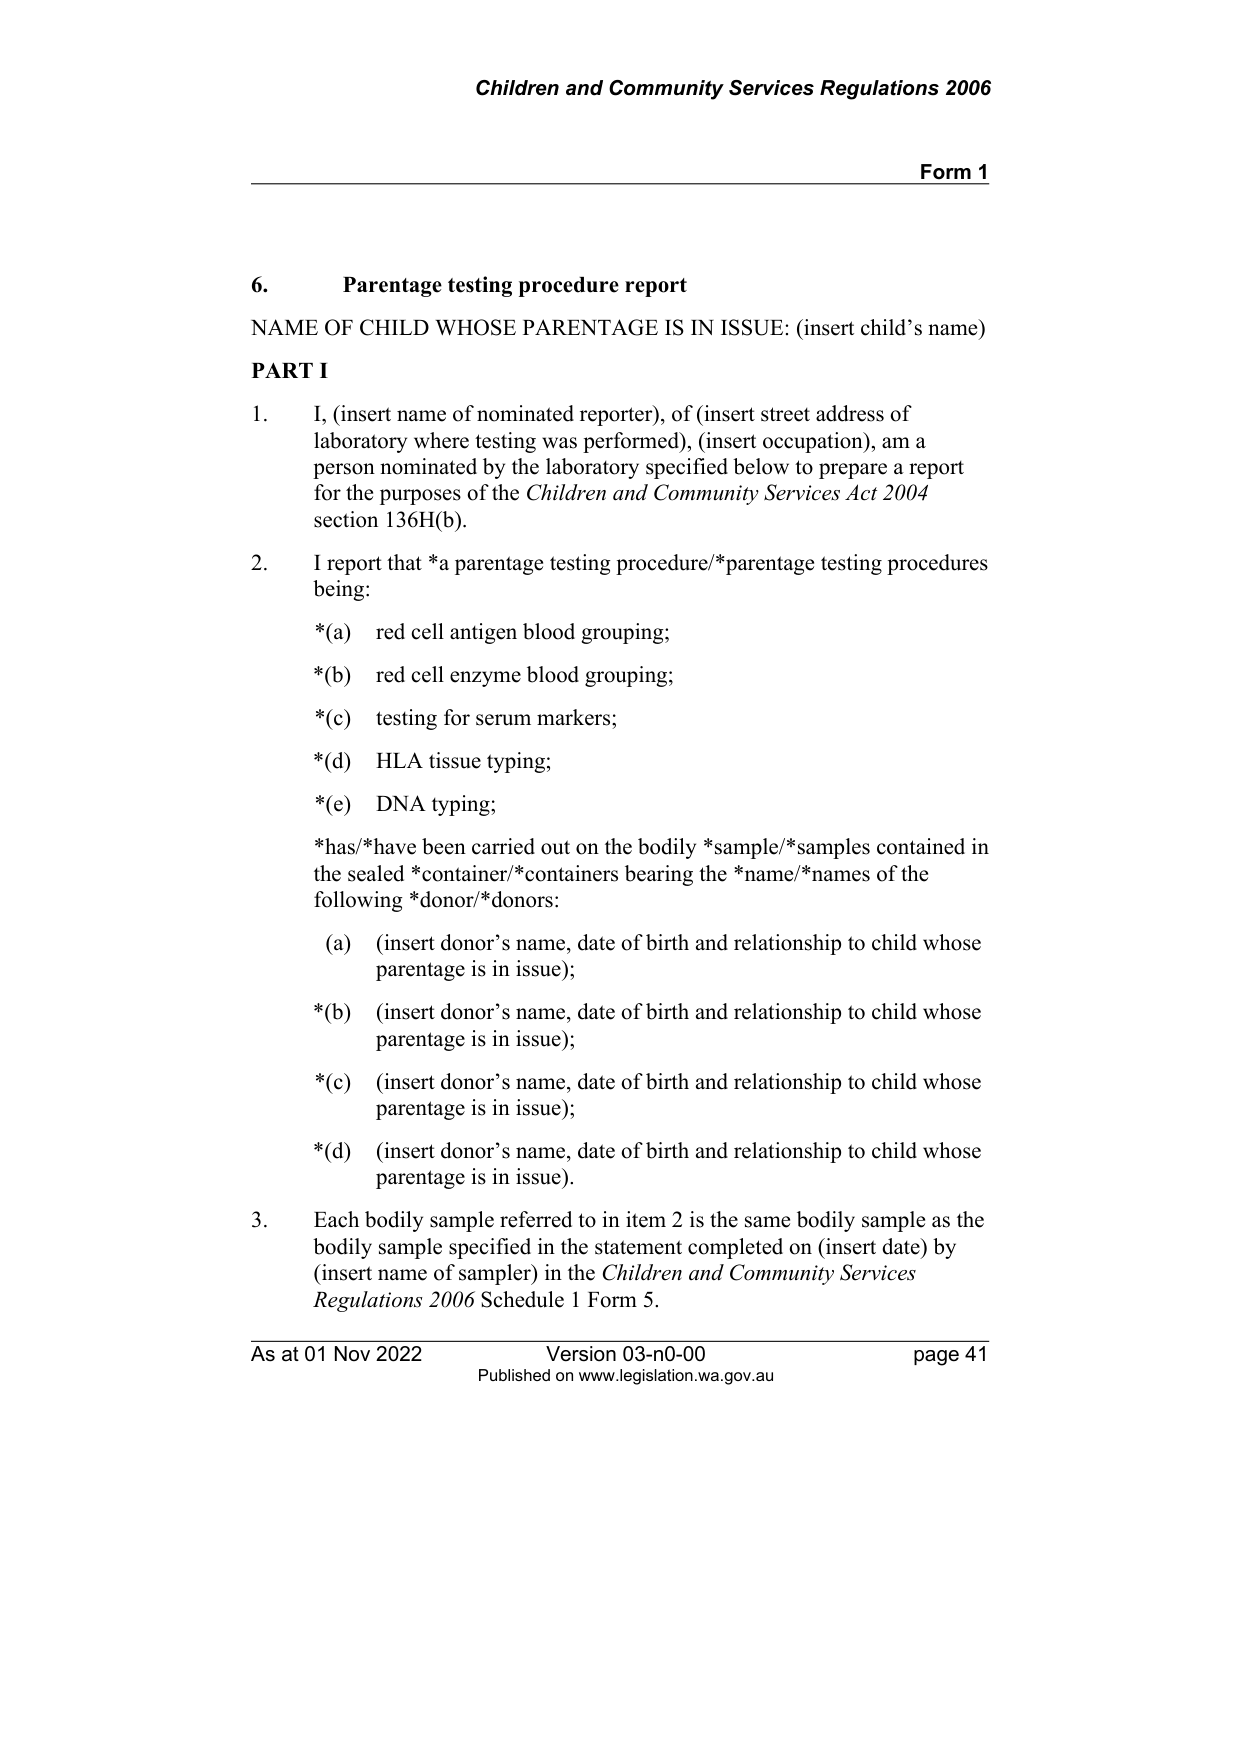 Children and Community Services Regulations 2006
Form 1
6. Parentage testing procedure report
NAME OF CHILD WHOSE PARENTAGE IS IN ISSUE: (insert child’s name)
PART I
1. I, (insert name of nominated reporter), of (insert street address of
laboratory where testing was performed), (insert occupation), am a
person nominated by the laboratory specified below to prepare a report
for the purposes of the Children and Community Services Act 2004
section 136H(b).
2. I report that *a parentage testing procedure/*parentage testing procedures
being:
*(a) red cell antigen blood grouping;
*(b) red cell enzyme blood grouping;
*(c) testing for serum markers;
*(d) HLA tissue typing;
*(e) DNA typing;
*has/*have been carried out on the bodily *sample/*samples contained in
the sealed *container/*containers bearing the *name/*names of the
following *donor/*donors:
(a) (insert donor’s name, date of birth and relationship to child whose
parentage is in issue);
*(b) (insert donor’s name, date of birth and relationship to child whose
parentage is in issue);
*(c) (insert donor’s name, date of birth and relationship to child whose
parentage is in issue);
*(d) (insert donor’s name, date of birth and relationship to child whose
parentage is in issue).
3. Each bodily sample referred to in item 2 is the same bodily sample as the
bodily sample specified in the statement completed on (insert date) by
(insert name of sampler) in the Children and Community Services
Regulations 2006 Schedule 1 Form 5.
As at 01 Nov 2022 Version 03-n0-00 page 41
Published on www.legislation.wa.gov.au